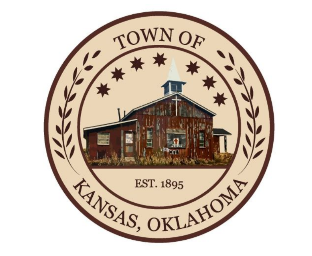 TOWN OF
EST. 1895
KANSAS, OKLAHOMA